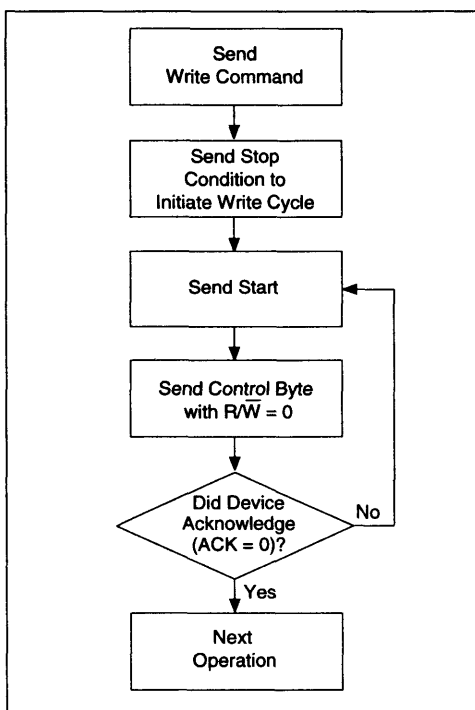 Send
Write Command
Send Stop
Condition to
Initiate Write Cycle
Send Start
Send Control Byte
with R/W̅ = 0
Did Device
Acknowledge
(ACK = 0)?
No
Yes
Next
Operation